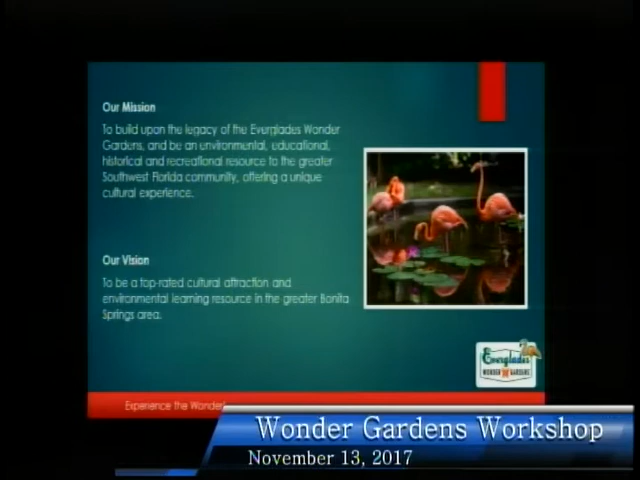 Our Mission
To build upon the legacy of the Everglades Wonder
Gardens, and be an environmental, educational,
historical and recreational resource to the greater
Southwest Florida community, offering a unique
cultural experience.
Our Vision
To be a top-rated cultural attraction and
environmental learning resource in the greater Bonita
Springs area.
Everglades
WONDER GARDENS
Experience the Wonder!
Wonder Gardens Workshop
November 13, 2017